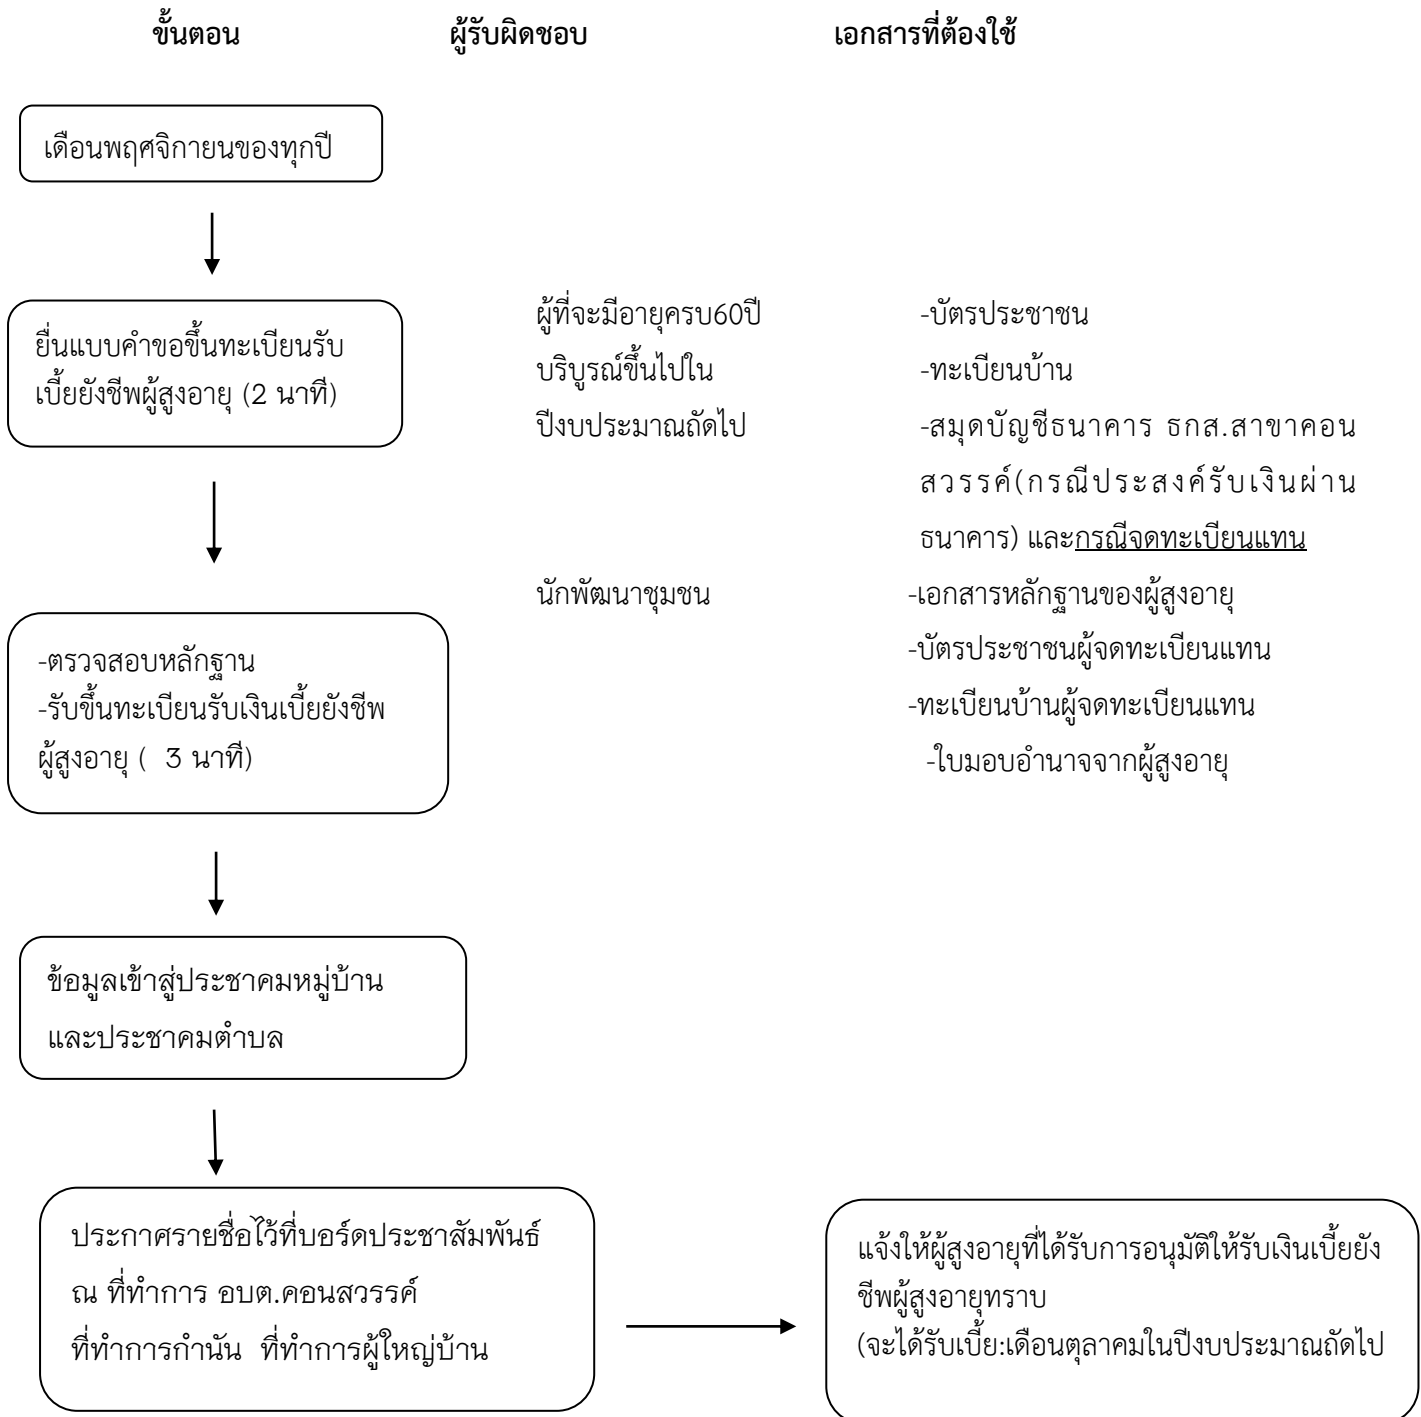 ขั้นตอน ผู้รับผิดชอบ เอกสารที่ต้องใช้
เดือนพฤศจิกายนของทุกปี
ยื่นแบบคำขอขึ้นทะเบียนรับ
เบี้ยยังชีพผู้สูงอายุ (2 นาที)
ผู้ที่จะมีอายุครบ60ปี
บริบูรณ์ขึ้นไปใน
ปีงบประมาณถัดไป
-บัตรประชาชน
-ทะเบียนบ้าน
-สมุดบัญชีธนาคาร ธกส.สาขาคอน
สวรรค์(กรณีประสงค์รับเงินผ่าน
ธนาคาร) และกรณีจดทะเบียนแทน
-ตรวจสอบหลักฐาน
-รับขึ้นทะเบียนรับเงินเบี้ยยังชีพ
ผู้สูงอายุ ( 3 นาที)
นักพัฒนาชุมชน
-เอกสารหลักฐานของผู้สูงอายุ
-บัตรประชาชนผู้จดทะเบียนแทน
-ทะเบียนบ้านผู้จดทะเบียนแทน
-ใบมอบอำนาจจากผู้สูงอายุ
ข้อมูลเข้าสู่ประชาคมหมู่บ้าน
และประชาคมตำบล
ประกาศรายชื่อไว้ที่บอร์ดประชาสัมพันธ์
ณ ที่ทำการ อบต.คอนสวรรค์
ที่ทำการกำนัน ที่ทำการผู้ใหญ่บ้าน
แจ้งให้ผู้สูงอายุที่ได้รับการอนุมัติให้รับเงินเบี้ยยัง
ชีพผู้สูงอายุทราบ
(จะได้รับเบี้ย:เดือนตุลาคมในปีงบประมาณถัดไป